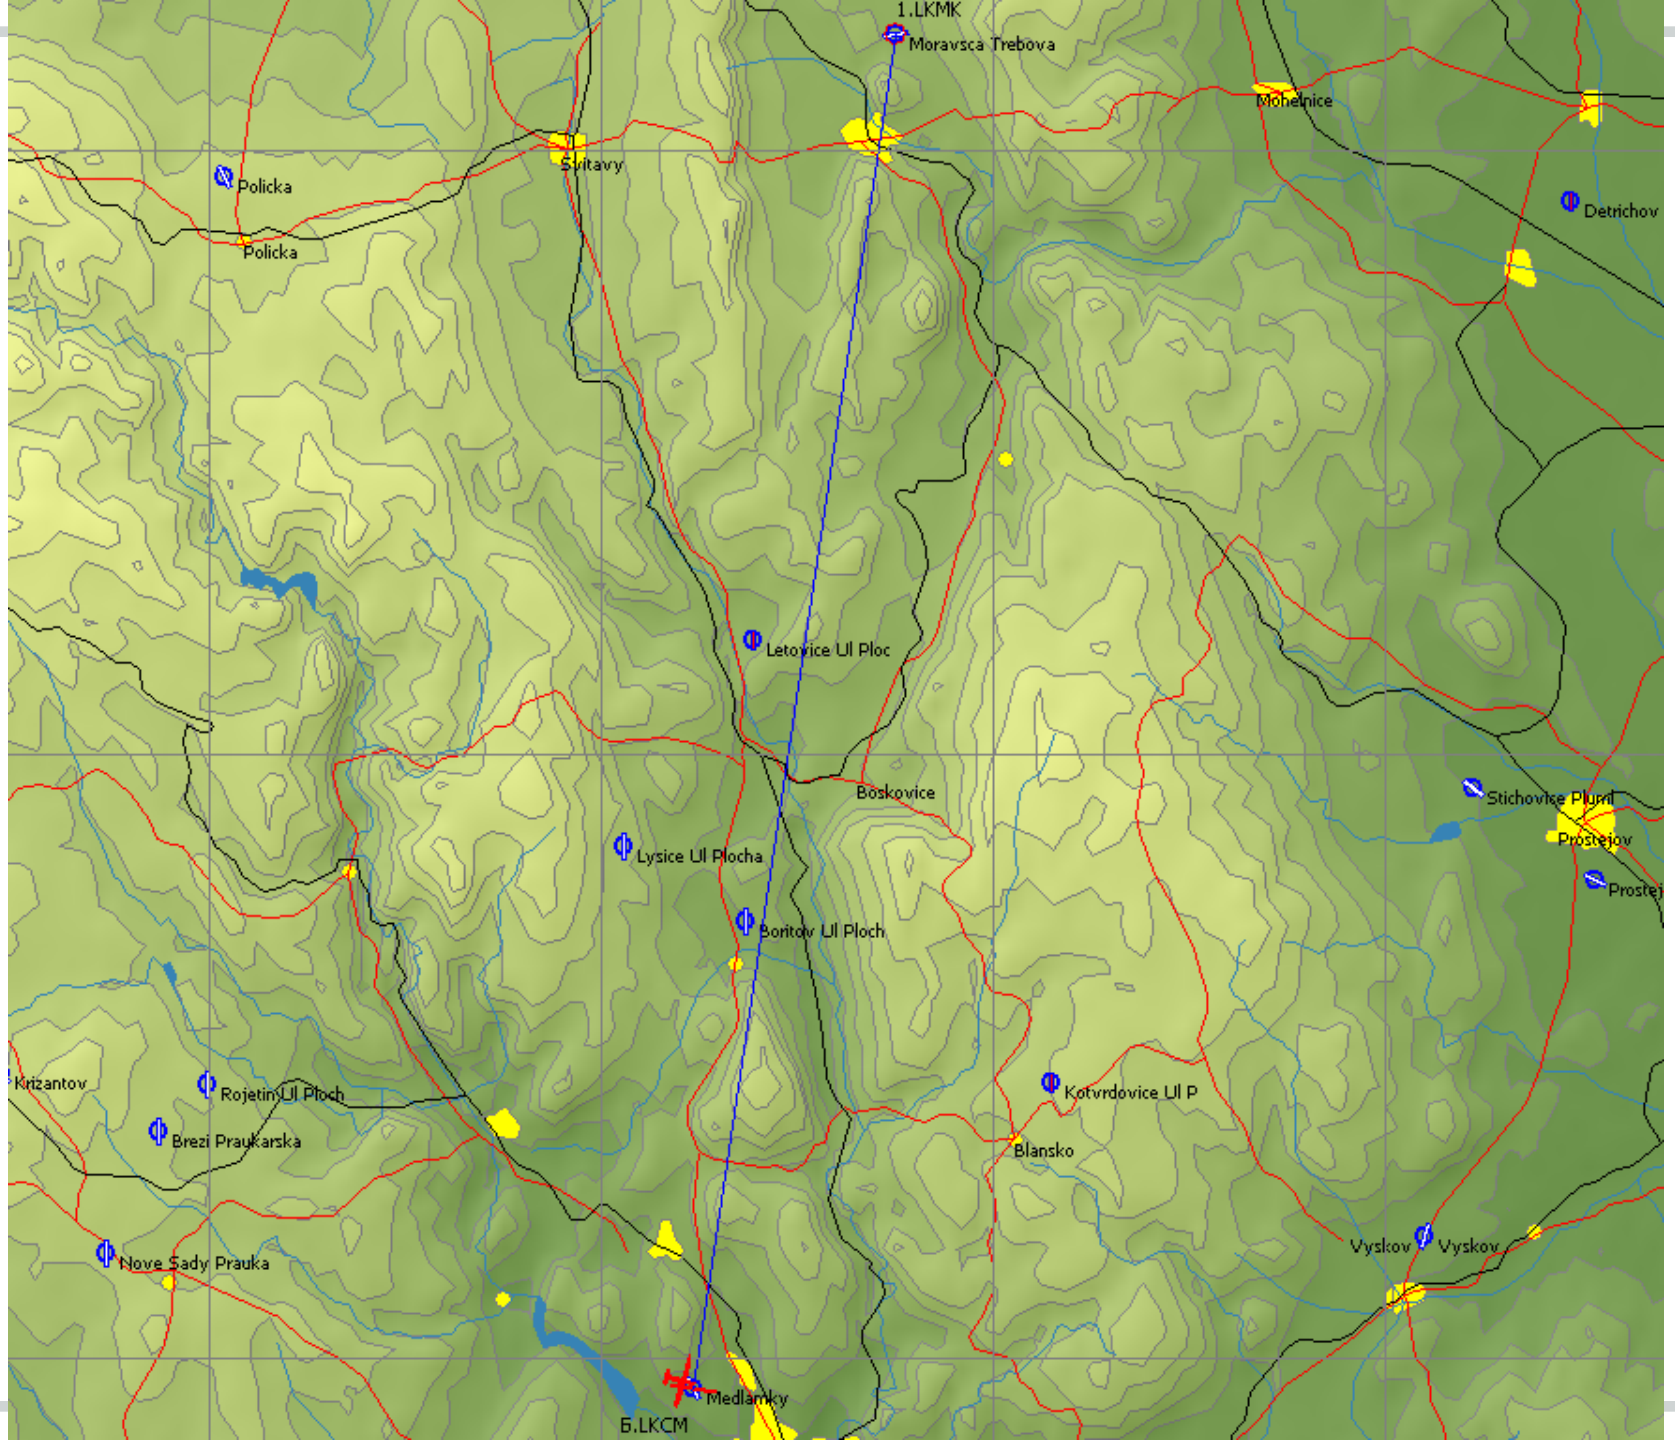 1.LKMK
Moravsca Trebova
Mohelnice
Svitavy
Policka
Detrichov
Policka
Letovice Ul Ploc
Boskovice
Stichovice Pluml
Prostejov
Lysice Ul Plocha
Prostej
Boritov Ul Ploch
Krizantov
Rojetin Ul Ploch
Kotvrdovice Ul P
Brezi Praukarska
Blansko
Vyskov
Vyskov
Nove Sady Prauka
Medlamky
Б.LKCM